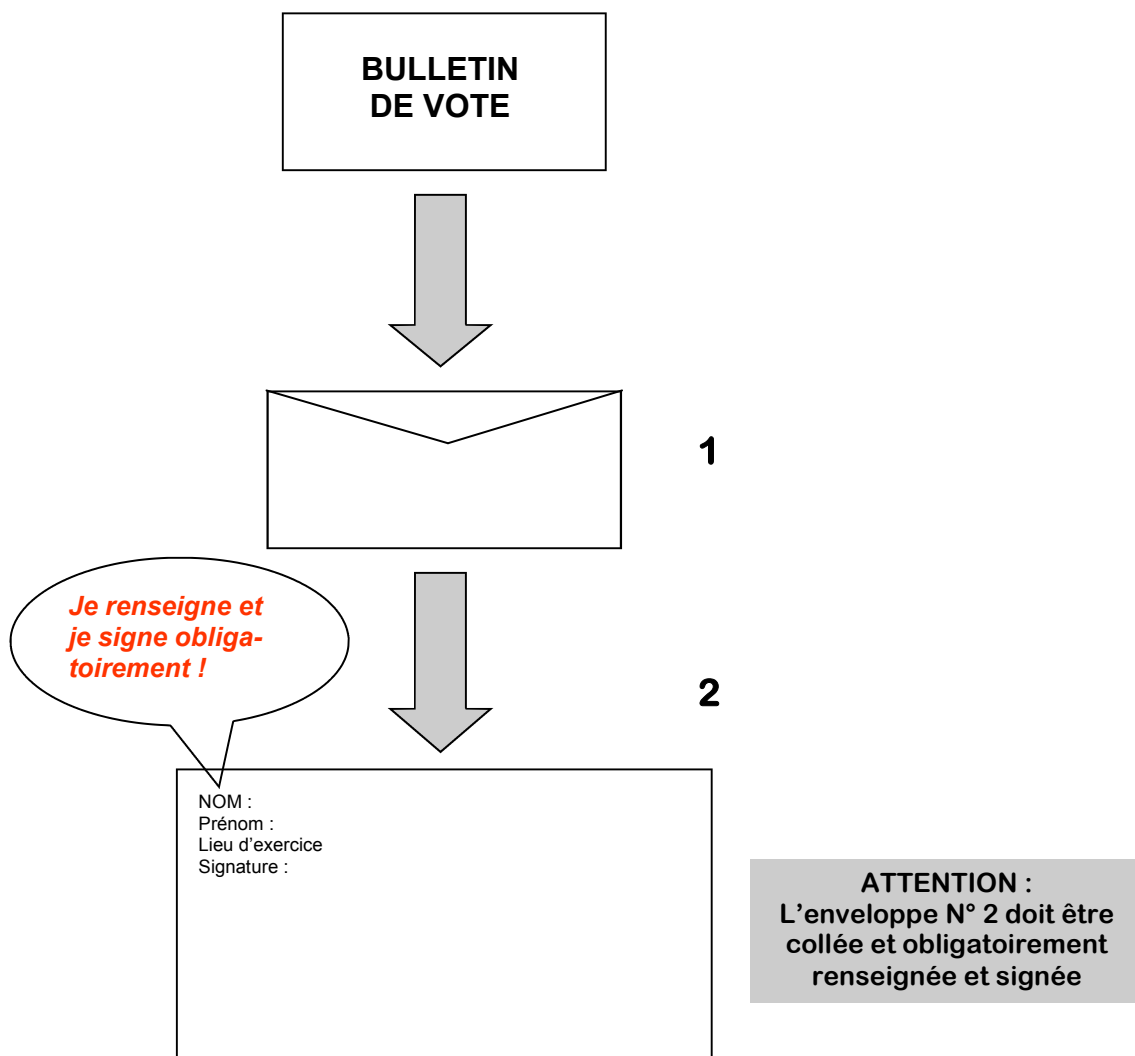 BULLETIN
DE VOTE
1
Je renseigne et
je signe obliga-
toirement !
2
NOM :
Prénom :
Lieu d’exercice
Signature :
ATTENTION :
L’enveloppe N° 2 doit être
collée et obligatoirement
renseignée et signée